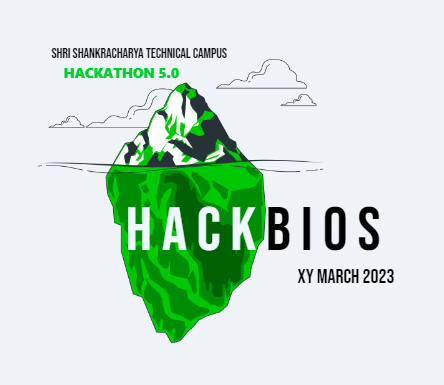 SHRI SHANKRACHARYA TECHNICAL CAMPUS
HACKATHON 5.0
HACKBIOS
XY MARCH 2023